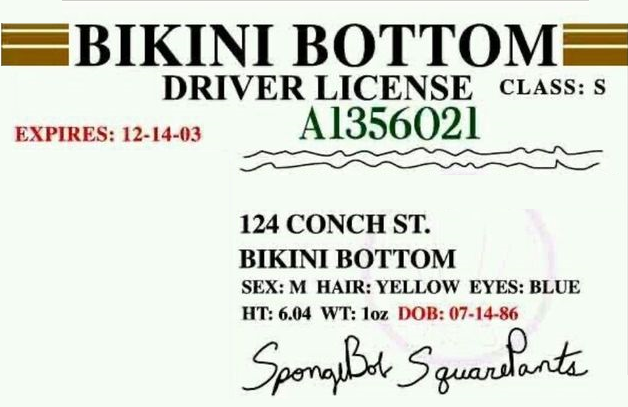 BIKINI BOTTOM
DRIVER LICENSE CLASS: S
A1356021
EXPIRES: 12-14-03
124 CONCH ST.
BIKINI BOTTOM
SEX: M HAIR: YELLOW EYES: BLUE
HT: 6.04 WT: 1oz DOB: 07-14-86
SpongeBob SquarePants